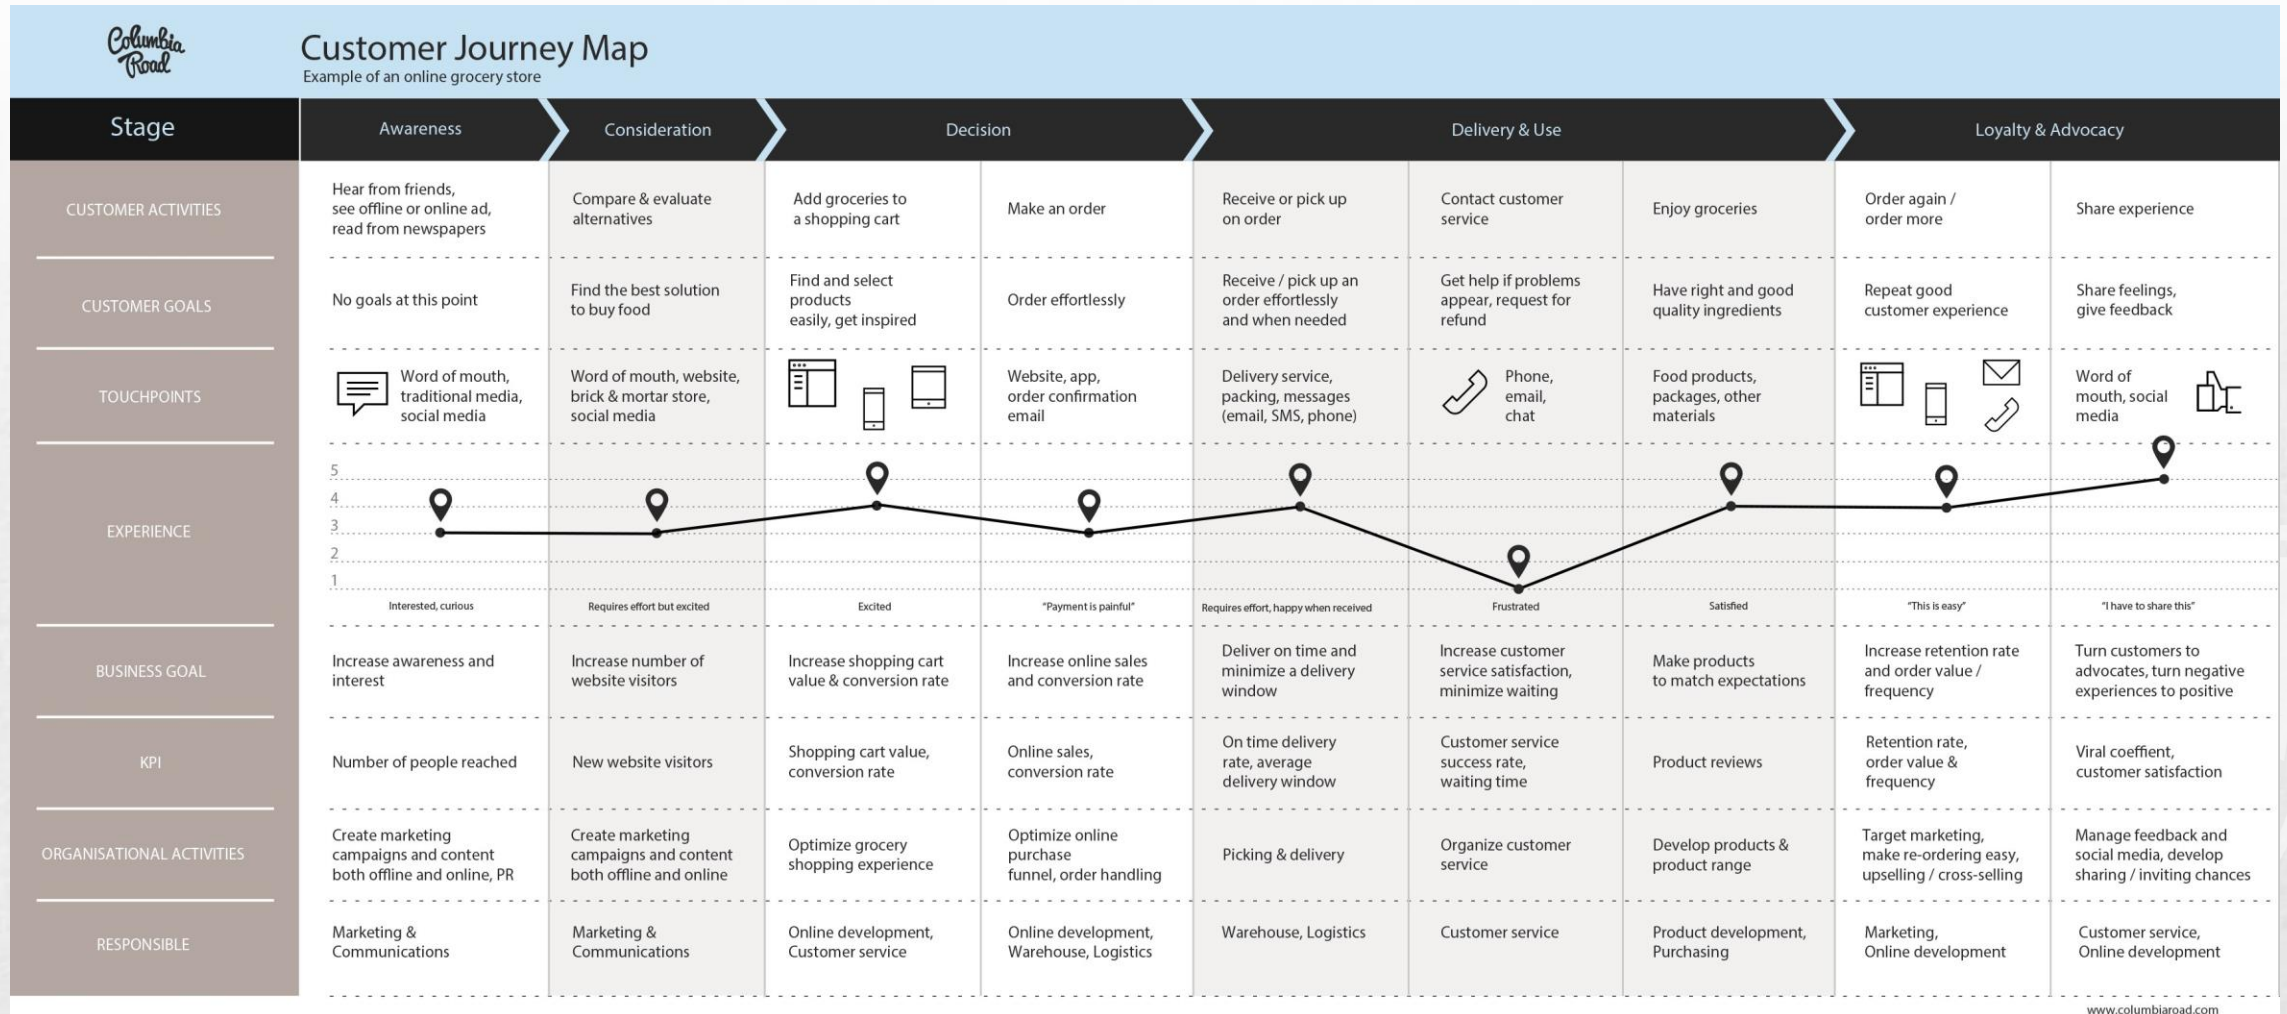 Columbia
Road
Customer Journey Map
Example of an online grocery store
Stage
Awareness
Consideration
Decision
Delivery & Use
Loyalty & Advocacy
CUSTOMER ACTIVITIES
Hear from friends,
see offline or online ad,
read from newspapers
Compare & evaluate
alternatives
Add groceries to
a shopping cart
Make an order
Receive or pick up
on order
Contact customer
service
Enjoy groceries
Order again /
order more
Share experience
CUSTOMER GOALS
No goals at this point
Find the best solution
to buy food
Find and select
products
easily, get inspired
Order effortlessly
Receive / pick up an
order effortlessly
and when needed
Get help if problems
appear, request for
refund
Have right and good
quality ingredients
Repeat good
customer experience
Share feelings,
give feedback
TOUCHPOINTS
Word of mouth,
traditional media,
social media
Word of mouth, website,
brick & mortar store,
social media
Website, app,
order confirmation
email
Delivery service,
packing, messages
(email, SMS, phone)
Phone,
email,
chat
Food products,
packages, other
materials
Word of
mouth, social
media
EXPERIENCE
5
4
3
2
1
Interested, curious
Requires effort but excited
Excited
"Payment is painful"
Requires effort, happy when received
Frustrated
Satisfied
"This is easy"
"I have to share this"
BUSINESS GOAL
Increase awareness and
interest
Increase number of
website visitors
Increase shopping cart
value & conversion rate
Increase online sales
and conversion rate
Deliver on time and
minimize a delivery
window
Increase customer
service satisfaction,
minimize waiting
Make products
to match expectations
Increase retention rate
and order value /
frequency
Turn customers to
advocates, turn negative
experiences to positive
KPI
Number of people reached
New website visitors
Shopping cart value,
conversion rate
Online sales,
conversion rate
On time delivery
rate, average
delivery window
Customer service
success rate,
waiting time
Product reviews
Retention rate,
order value &
frequency
Viral coeffient,
customer satisfaction
ORGANISATIONAL ACTIVITIES
Create marketing
campaigns and content
both offline and online, PR
Create marketing
campaigns and content
both offline and online
Optimize grocery
shopping experience
Optimize online
purchase
funnel, order handling
Picking & delivery
Organize customer
service
Develop products &
product range
Target marketing,
make re-ordering easy,
upselling / cross-selling
Manage feedback and
social media, develop
sharing / inviting chances
RESPONSIBLE
Marketing &
Communications
Marketing &
Communications
Online development,
Customer service
Online development,
Warehouse, Logistics
Warehouse, Logistics
Customer service
Product development,
Purchasing
Marketing,
Online development
Customer service,
Online development
www.columbiaroad.com